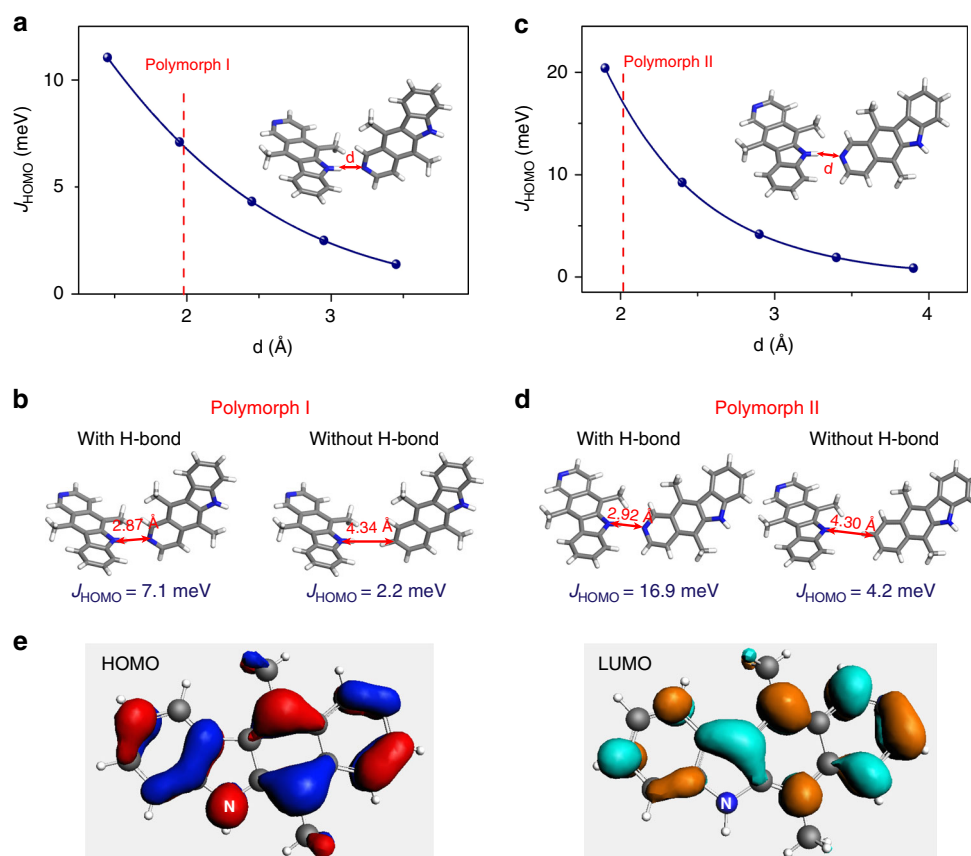 a
Polymorph I
10
5
0
J_HOMO (meV)
d
2
3
d (Å)
c
Polymorph II
20
10
0
J_HOMO (meV)
d
2
3
4
d (Å)
b
Polymorph I
With H-bond
Without H-bond
2.87 Å
4.34 Å
J_HOMO = 7.1 meV
J_HOMO = 2.2 meV
d
Polymorph II
With H-bond
Without H-bond
2.92 Å
4.30 Å
J_HOMO = 16.9 meV
J_HOMO = 4.2 meV
e
HOMO
N
LUMO
N